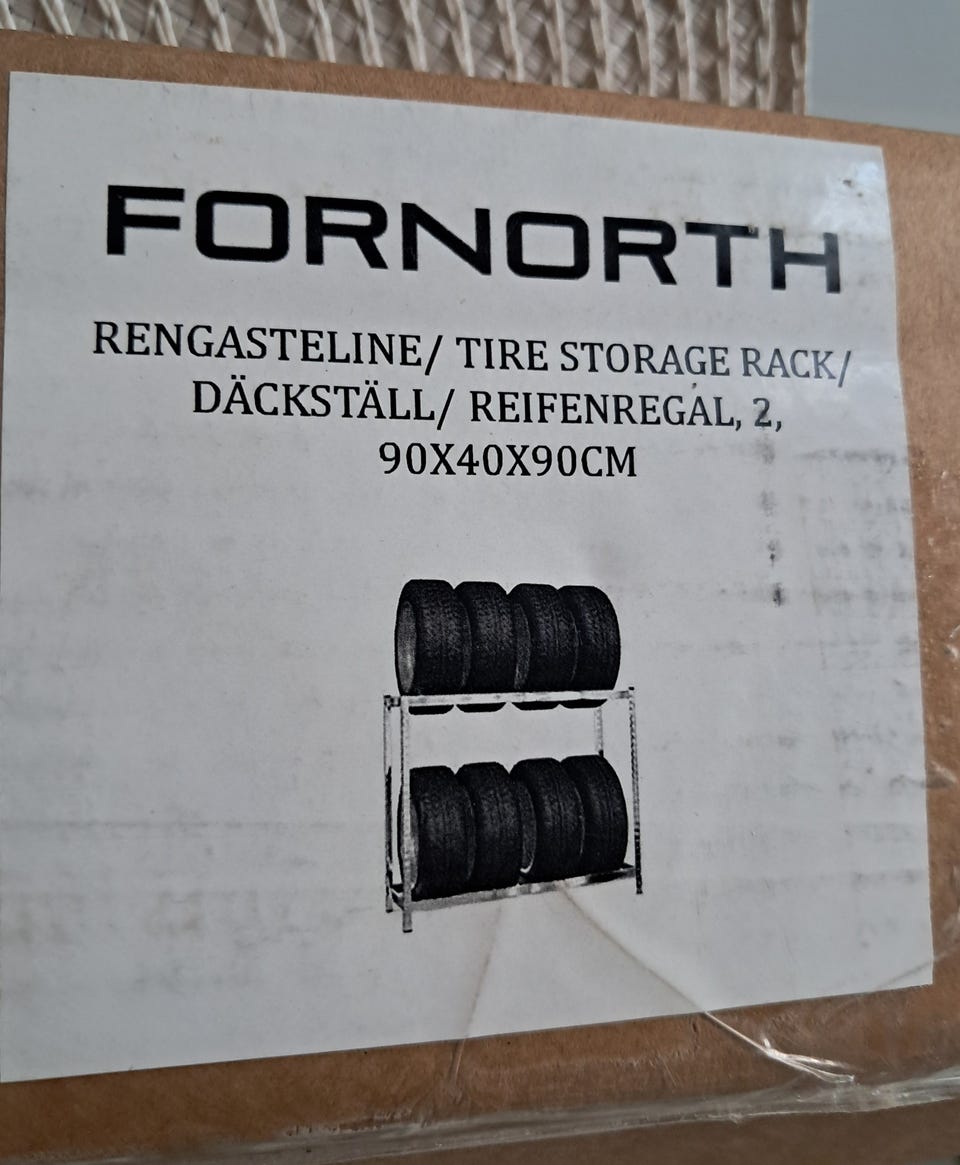 FORNORTH
RENGASTELINE/ TIRE STORAGE RACK/
DÄCKSTÄLL/ REIFENREGAL, 2,
90X40X90CM